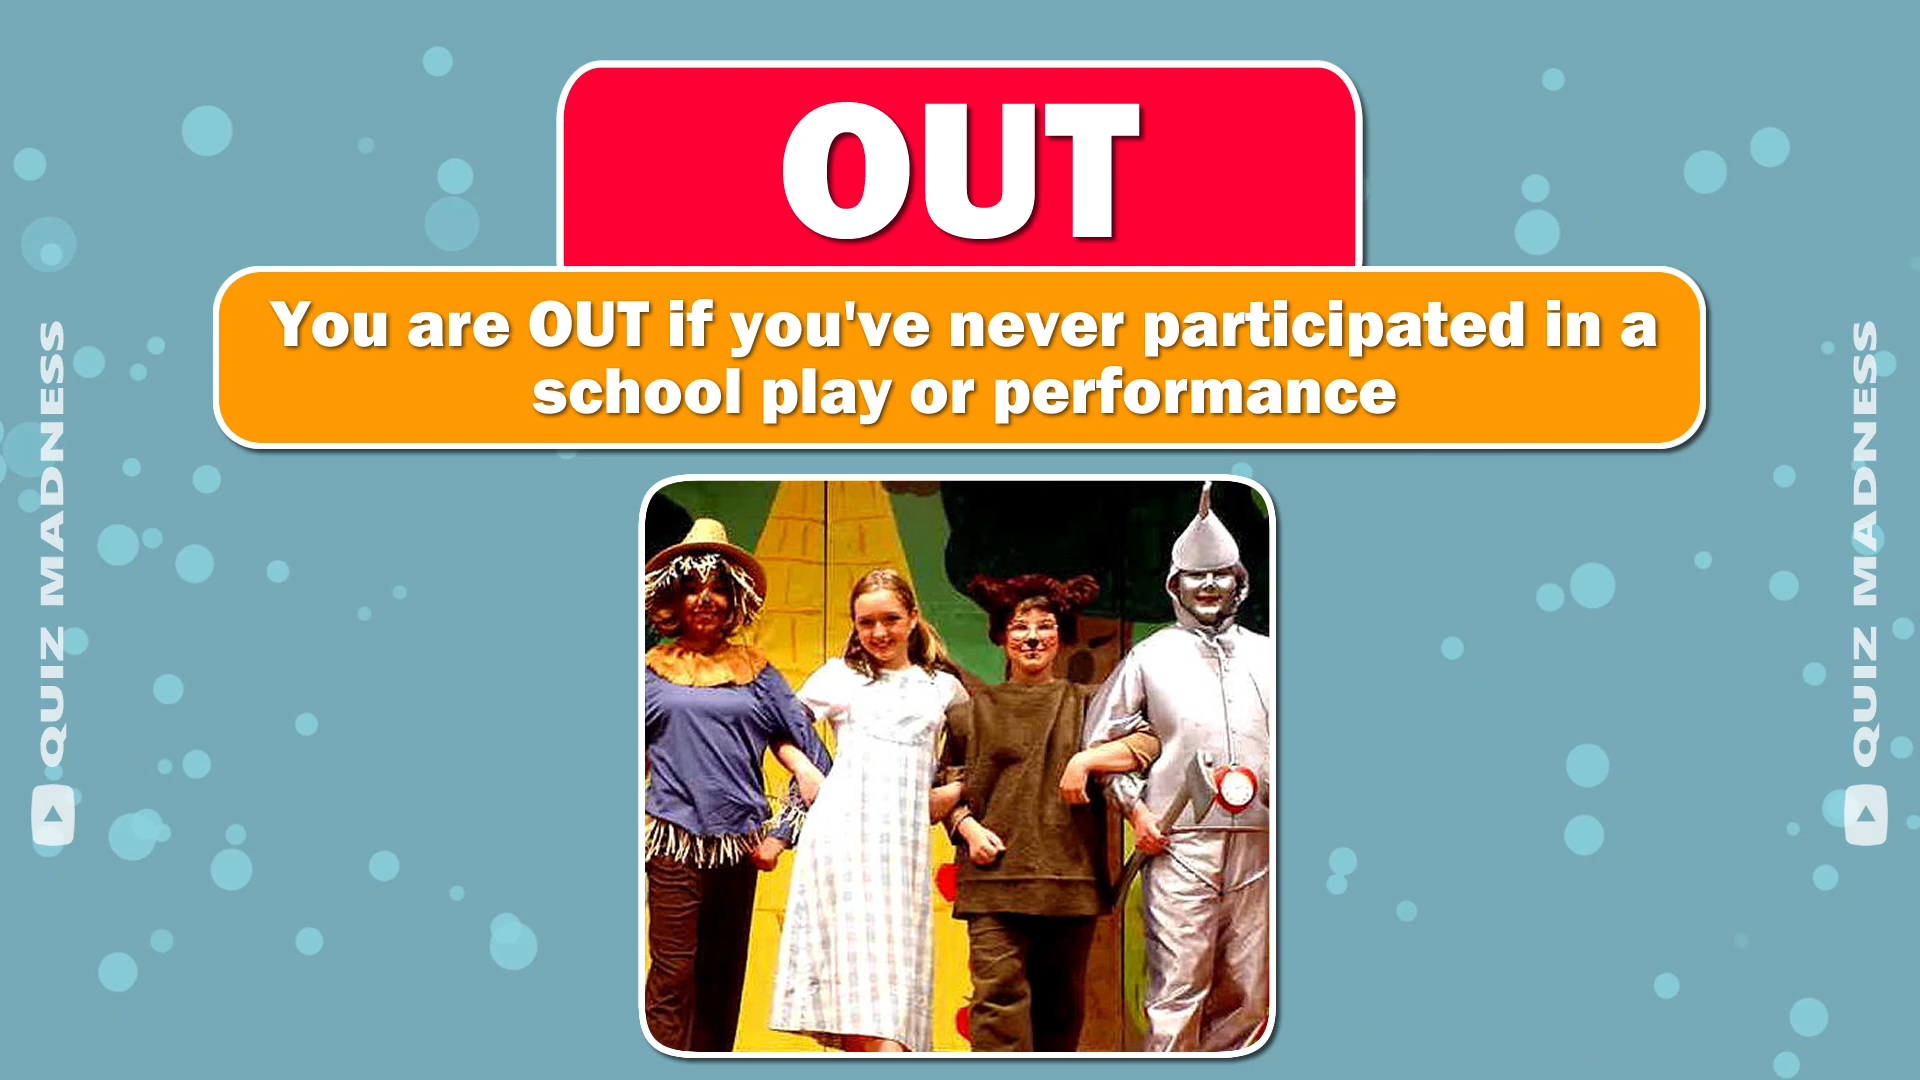 OUT
You are OUT if you've never participated in a
school play or performance
QUIZ MADNESS
QUIZ MADNESS